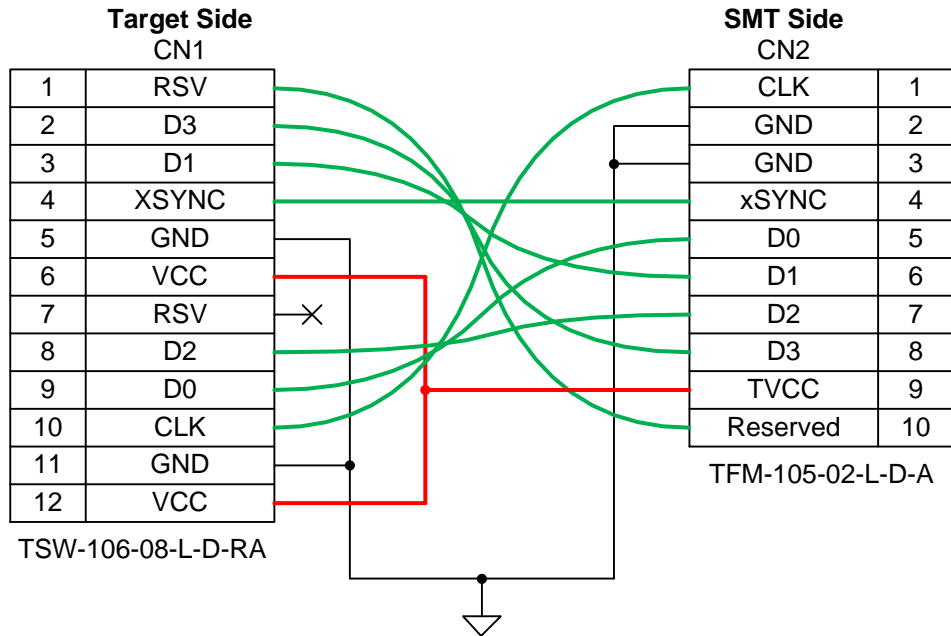 Target Side
CN1
1 RSV
2 D3
3 D1
4 XSYNC
5 GND
6 VCC
7 RSV
8 D2
9 D0
10 CLK
11 GND
12 VCC
TSW-106-08-L-D-RA
SMT Side
CN2
CLK 1
GND 2
GND 3
xSYNC 4
D0 5
D1 6
D2 7
D3 8
TVCC 9
Reserved 10
TFM-105-02-L-D-A